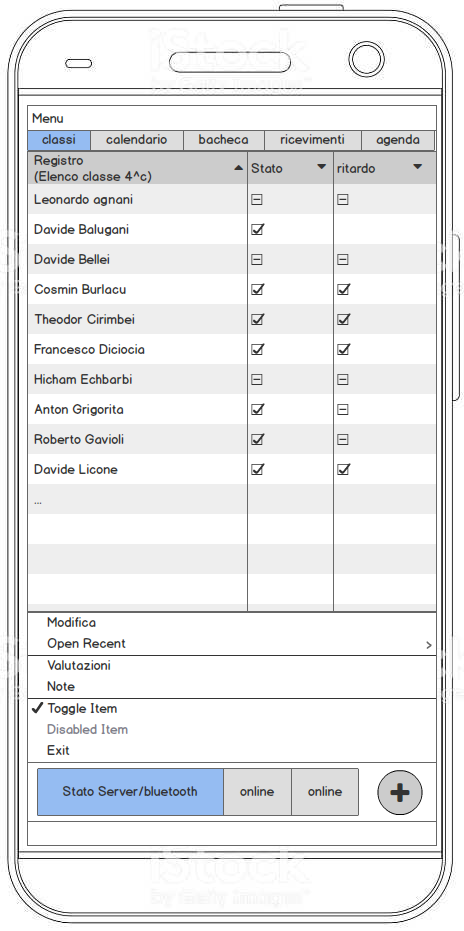 iStock
by Getty Images™
Menu
classi calendario bacheca ricevimenti agenda
Registro
(Elenco classe 4^c) Stato ritardo
Leonardo agnani
Davide Balugani
Davide Bellei
Cosmin Burlacu
Theodor Cirimbei
Francesco Diciocia
Hicham Echbarbi
Anton Grigorita
Roberto Gavioli
Davide Licone
...
Modifica
Open Recent >
Valutazioni
Note
Toggle Item
Disabled Item
Exit
Stato Server/bluetooth online online
iStock
by Getty Images™